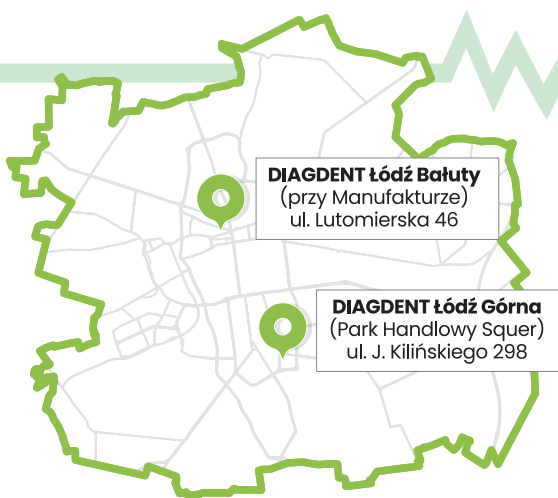 DIAGDENT Łódź Bałuty
(przy Manufakturze)
ul. Lutomierska 46
DIAGDENT Łódź Górna
(Park Handlowy Squer)
ul. J. Kilińskiego 298